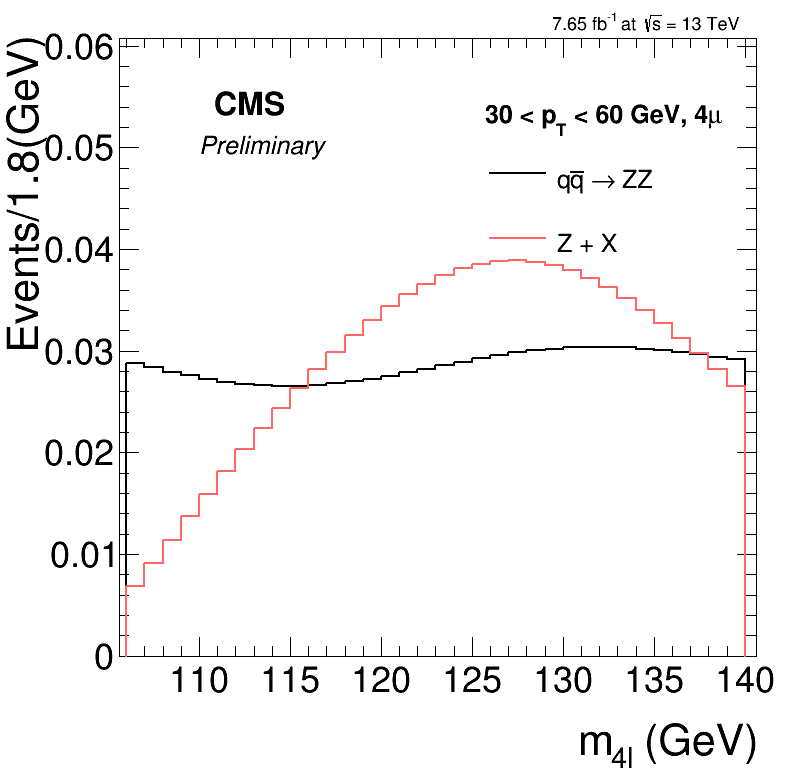 7.65 fb⁻¹ at √s = 13 TeV
CMS
Preliminary
30 < p_T < 60 GeV, 4μ
qq̅ → ZZ
Z + X
Events/1.8(GeV)
0.06
0.05
0.04
0.03
0.02
0.01
0
110 115 120 125 130 135 140
m_4l (GeV)